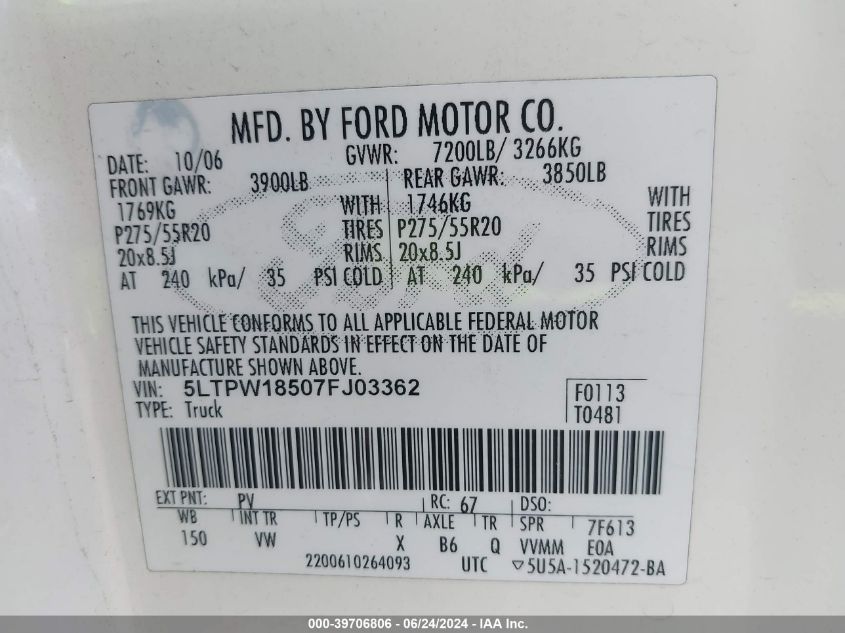 MFD. BY FORD MOTOR CO.
DATE: 10/06 GVWR: 7200LB/ 3266KG
FRONT GAWR: 3900LB REAR GAWR: 3850LB
1769KG WITH 1746KG WITH
P275/55R20 TIRES P275/55R20 TIRES
20x8.5J RIMS 20x8.5J RIMS
AT 240 kPa/ 35 PSI COLD AT 240 kPa/ 35 PSI COLD
Ford
THIS VEHICLE CONFORMS TO ALL APPLICABLE FEDERAL MOTOR
VEHICLE SAFETY STANDARDS IN EFFECT ON THE DATE OF
MANUFACTURE SHOWN ABOVE.
VIN: 5LTPW18507FJ03362 F0113
TYPE: Truck T0481
EXT PNT: PV RC: 67 DSO:
WB INT TR TP/PS R AXLE TR SPR 7F613
150 VW X B6 Q VVMM E0A
2200610264093 UTC ▽5U5A-1520472-BA
000-39706806 - 06/24/2024 - IAA Inc.